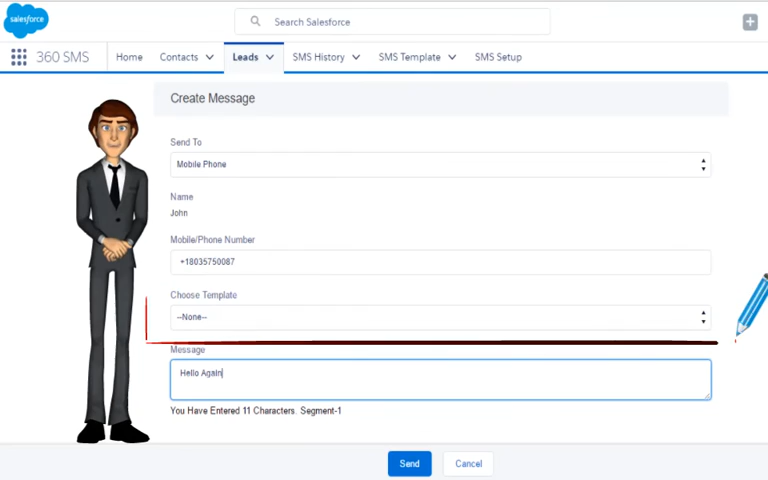 salesforce
Search Salesforce
360 SMS
Home
Contacts
Leads
SMS History
SMS Template
SMS Setup
Create Message
Send To
Mobile Phone
Name
John
Mobile/Phone Number
+18035750087
Choose Template
--None--
Message
Hello Again
You Have Entered 11 Characters. Segment-1
Send
Cancel